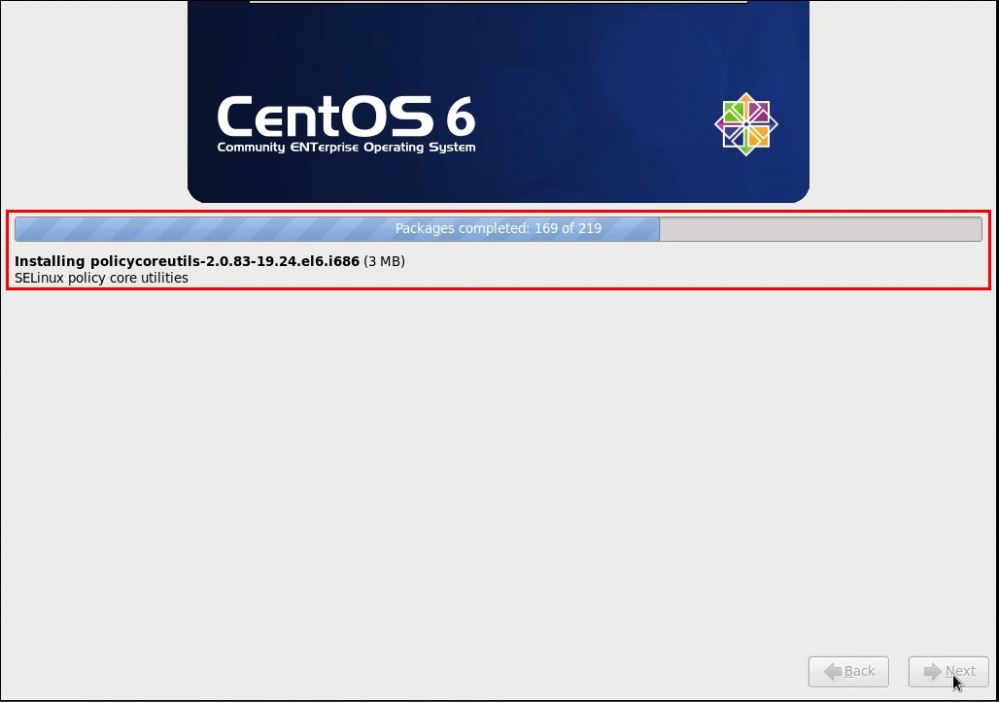 CentOS 6
Community ENTerprise Operating System
Packages completed: 169 of 219
Installing policycoreutils-2.0.83-19.24.el6.i686 (3 MB)
SELinux policy core utilities
Back
Next